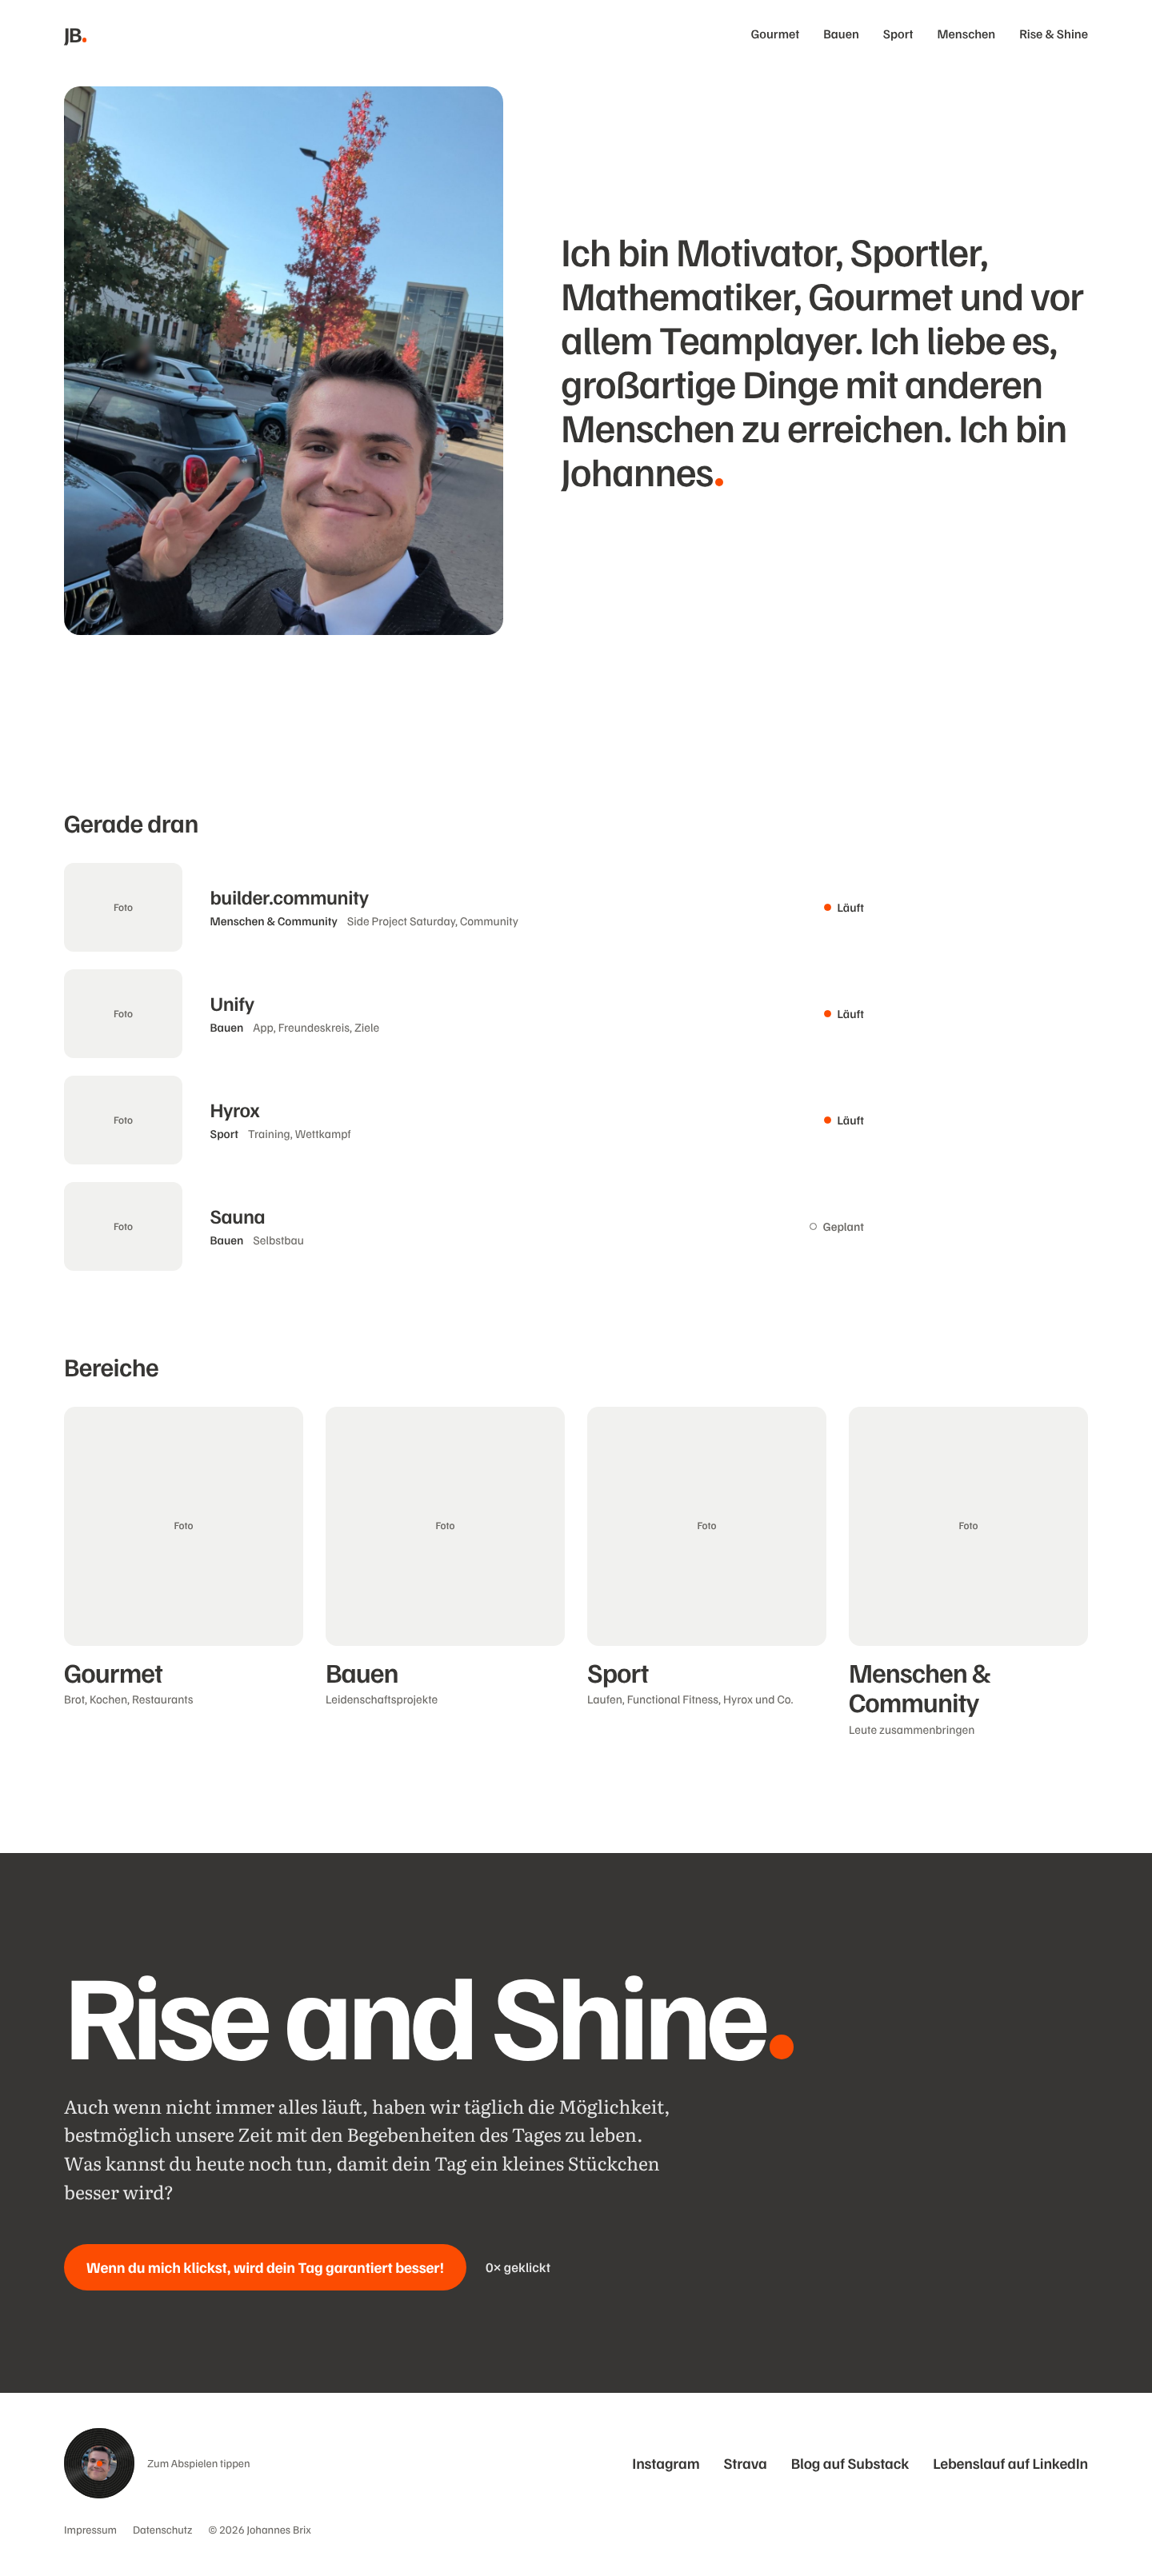 JB.
Gourmet Bauen Sport Menschen Rise & Shine
Ich bin Motivator, Sportler,
Mathematiker, Gourmet und vor
allem Teamplayer. Ich liebe es,
großartige Dinge mit anderen
Menschen zu erreichen. Ich bin
Johannes.
Gerade dran
Foto
builder.community
Menschen & Community Side Project Saturday, Community
Läuft
Foto
Unify
Bauen App, Freundeskreis, Ziele
Läuft
Foto
Hyrox
Sport Training, Wettkampf
Läuft
Foto
Sauna
Bauen Selbstbau
Geplant
Bereiche
Foto
Foto
Foto
Foto
Gourmet
Brot, Kochen, Restaurants
Bauen
Leidenschaftsprojekte
Sport
Laufen, Functional Fitness, Hyrox und Co.
Menschen &
Community
Leute zusammenbringen
Rise and Shine.
Auch wenn nicht immer alles läuft, haben wir täglich die Möglichkeit,
bestmöglich unsere Zeit mit den Begebenheiten des Tages zu leben.
Was kannst du heute noch tun, damit dein Tag ein kleines Stückchen
besser wird?
Wenn du mich klickst, wird dein Tag garantiert besser!
0× geklickt
Zum Abspielen tippen
Instagram Strava Blog auf Substack Lebenslauf auf LinkedIn
Impressum Datenschutz © 2026 Johannes Brix